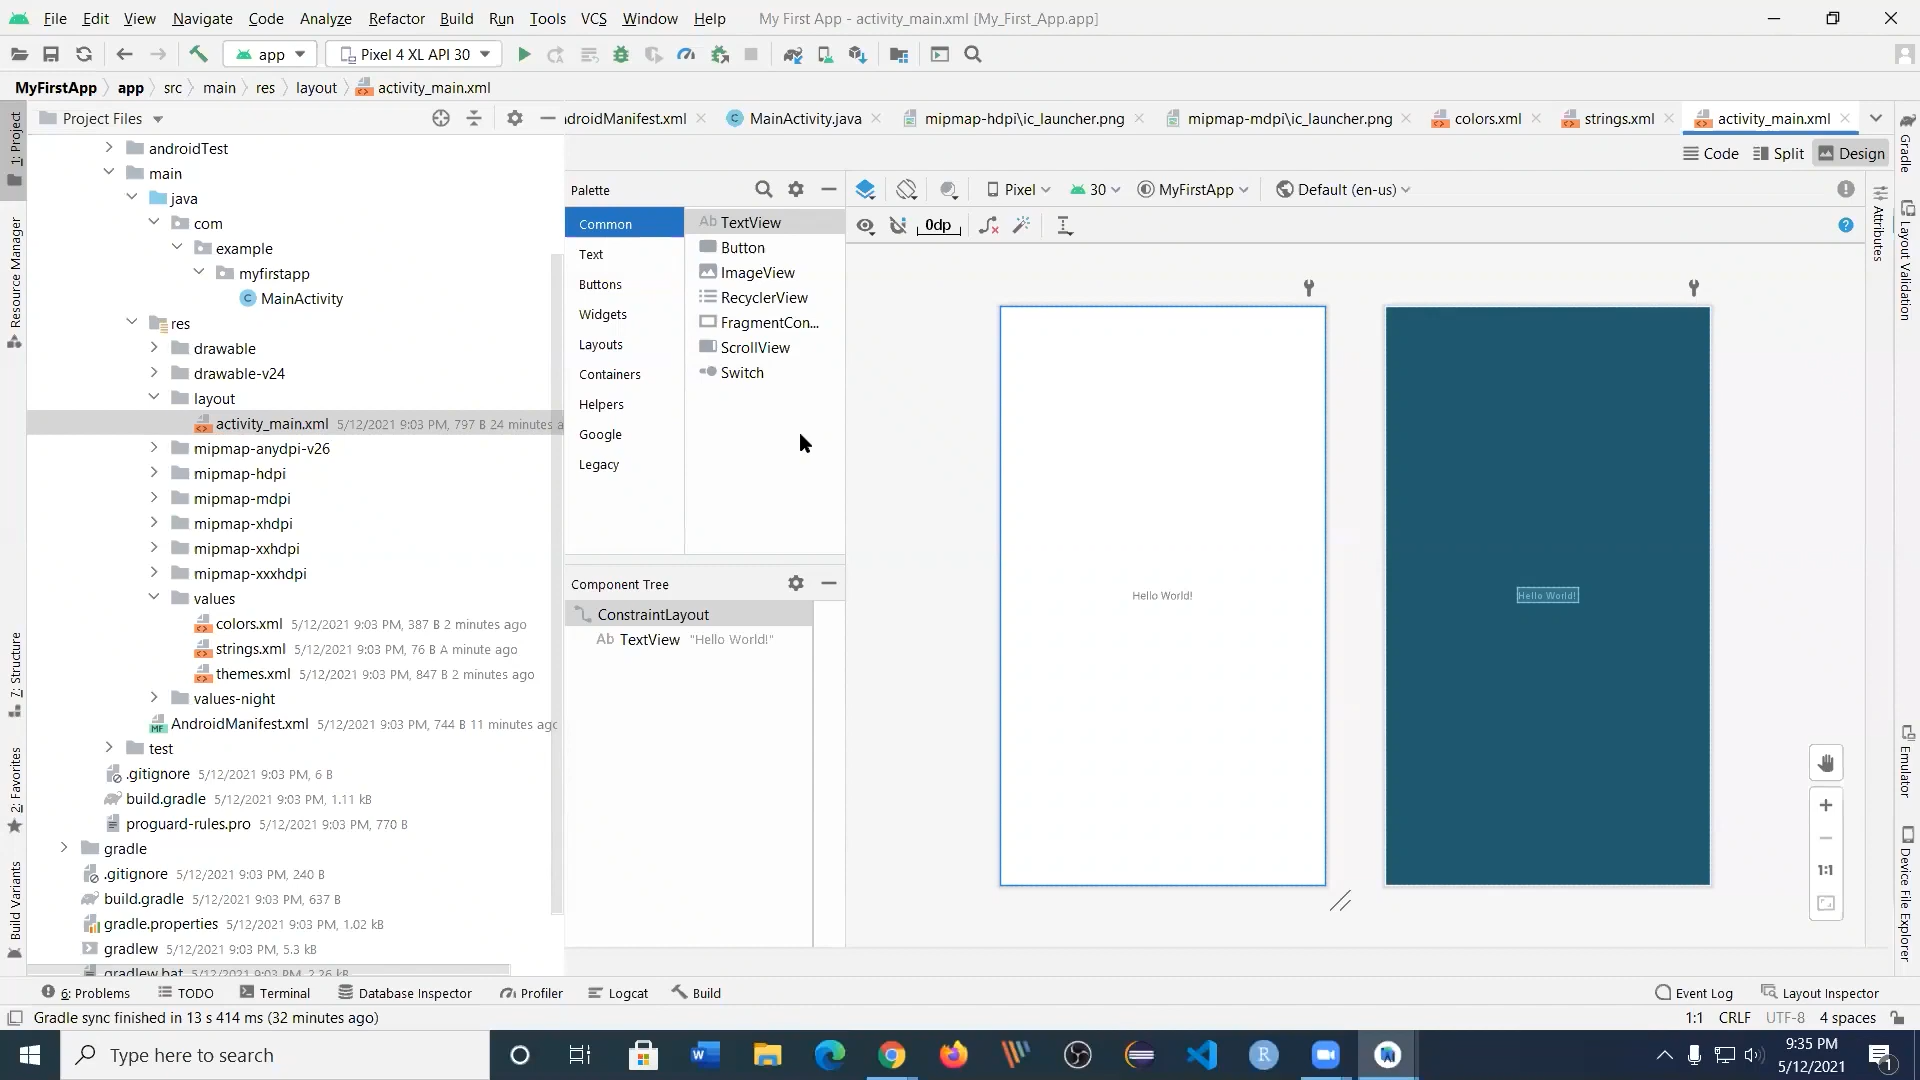 File Edit View Navigate Code Analyze Refactor Build Run Tools VCS Window Help My First App - activity_main.xml [My_First_App.app]
app Pixel 4 XL API 30
MyFirstApp app src main res layout activity_main.xml
Project Files
ndroidManifest.xml MainActivity.java mipmap-hdpi\ic_launcher.png mipmap-mdpi\ic_launcher.png colors.xml strings.xml activity_main.xml
Code Split Design
1: Project
Resource Manager
7: Structure
2: Favorites
Build Variants
androidTest
main
java
com
example
myfirstapp
MainActivity
res
drawable
drawable-v24
layout
activity_main.xml 5/12/2021 9:03 PM, 797 B 24 minutes a
mipmap-anydpi-v26
mipmap-hdpi
mipmap-mdpi
mipmap-xhdpi
mipmap-xxhdpi
mipmap-xxxhdpi
values
colors.xml 5/12/2021 9:03 PM, 387 B 2 minutes ago
strings.xml 5/12/2021 9:03 PM, 76 B A minute ago
themes.xml 5/12/2021 9:03 PM, 847 B 2 minutes ago
values-night
AndroidManifest.xml 5/12/2021 9:03 PM, 744 B 11 minutes ago
test
.gitignore 5/12/2021 9:03 PM, 6 B
build.gradle 5/12/2021 9:03 PM, 1.11 kB
proguard-rules.pro 5/12/2021 9:03 PM, 770 B
gradle
.gitignore 5/12/2021 9:03 PM, 240 B
build.gradle 5/12/2021 9:03 PM, 637 B
gradle.properties 5/12/2021 9:03 PM, 1.02 kB
gradlew 5/12/2021 9:03 PM, 5.3 kB
gradlew.bat 5/12/2021 9:03 PM, 2.26 kB
Palette
Common
Text
Buttons
Widgets
Layouts
Containers
Helpers
Google
Legacy
Ab TextView
Button
ImageView
RecyclerView
FragmentCon...
ScrollView
Switch
Component Tree
ConstraintLayout
Ab TextView "Hello World!"
Pixel 30 MyFirstApp Default (en-us)
0dp
Hello World!
Hello World!
1:1
Attributes
Gradle
Layout Validation
Emulator
Device File Explorer
6: Problems TODO Terminal Database Inspector Profiler Logcat Build Event Log Layout Inspector
Gradle sync finished in 13 s 414 ms (32 minutes ago) 1:1 CRLF UTF-8 4 spaces
Type here to search
9:35 PM
5/12/2021
1